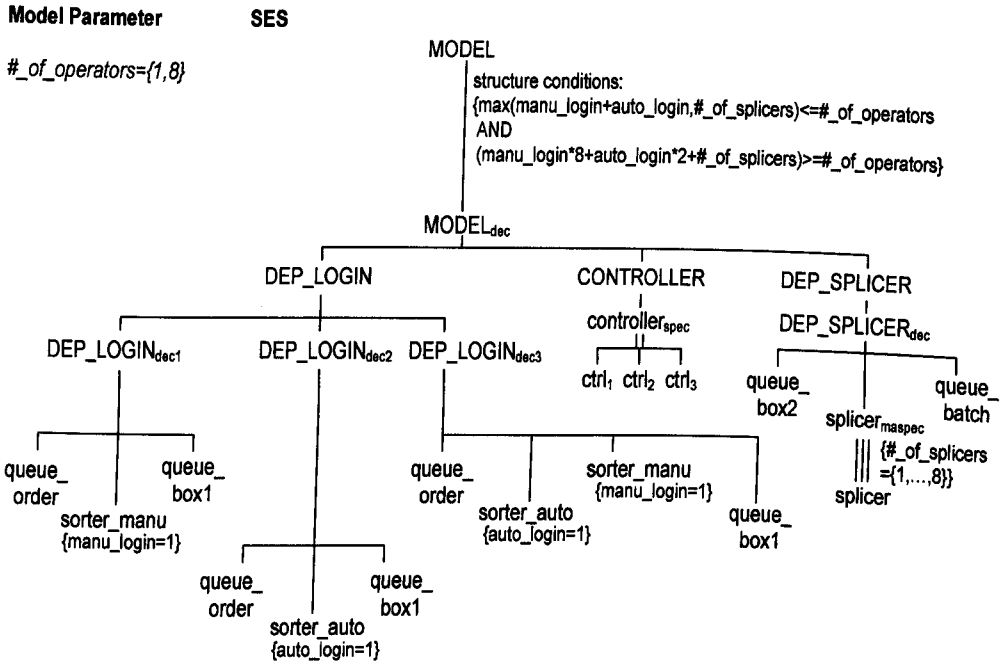 Model Parameter SES
#_of_operators={1,8}
MODEL
structure conditions:
{max(manu_login+auto_login,#_of_splicers)<=#_of_operators
AND
(manu_login*8+auto_login*2+#_of_splicers)>=#_of_operators}
MODELdec
DEP_LOGIN CONTROLLER DEP_SPLICER
controllerspec DEP_SPLICERdec
DEP_LOGINdec1 DEP_LOGINdec2 DEP_LOGINdec3
ctrl1 ctrl2 ctrl3
queue_
box2
queue_
batch
splicermaspec
{#_of_splicers
={1,...,8}}
splicer
queue_
order
queue_
box1
sorter_manu
{manu_login=1}
queue_
order
sorter_auto
{auto_login=1}
sorter_manu
{manu_login=1}
queue_
box1
queue_
order
queue_
box1
sorter_auto
{auto_login=1}